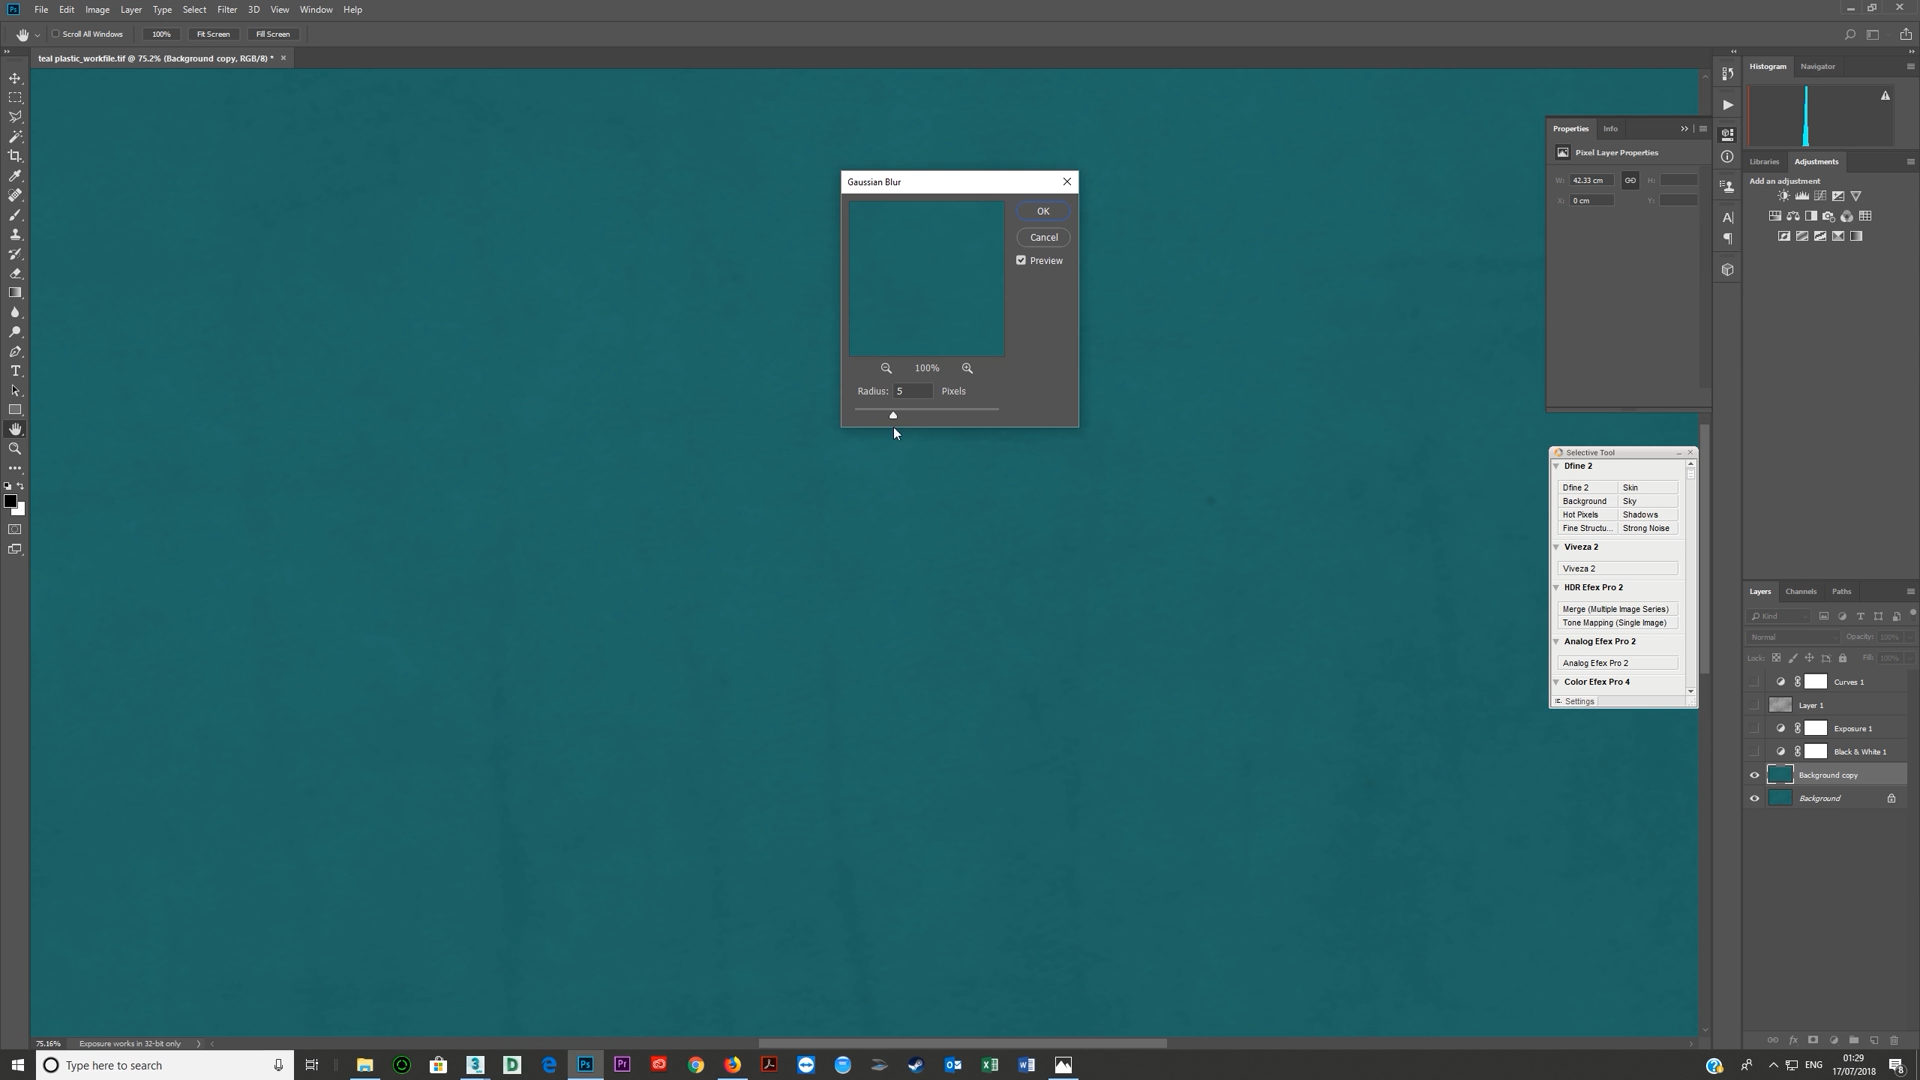 Ps File Edit Image Layer Type Select Filter 3D View Window Help
Scroll All Windows 100% Fit Screen Fill Screen
teal plastic_workfile.tif @ 75.2% (Background copy, RGB/8) * ×
Histogram Navigator
Properties Info
Pixel Layer Properties
W: 42.33 cm H:
X: 0 cm Y:
Libraries Adjustments
Add an adjustment
Gaussian Blur
OK
Cancel
Preview
100%
Radius: 5 Pixels
Selective Tool
Dfine 2
Dfine 2 Skin
Background Sky
Hot Pixels Shadows
Fine Structu... Strong Noise
Viveza 2
Viveza 2
HDR Efex Pro 2
Merge (Multiple Image Series)
Tone Mapping (Single Image)
Analog Efex Pro 2
Analog Efex Pro 2
Color Efex Pro 4
Settings
Layers Channels Paths
Kind
Normal Opacity: 100%
Lock: Fill: 100%
Curves 1
Layer 1
Exposure 1
Black & White 1
Background copy
Background
75.16% Exposure works in 32-bit only
Type here to search
ENG
01:29
17/07/2018